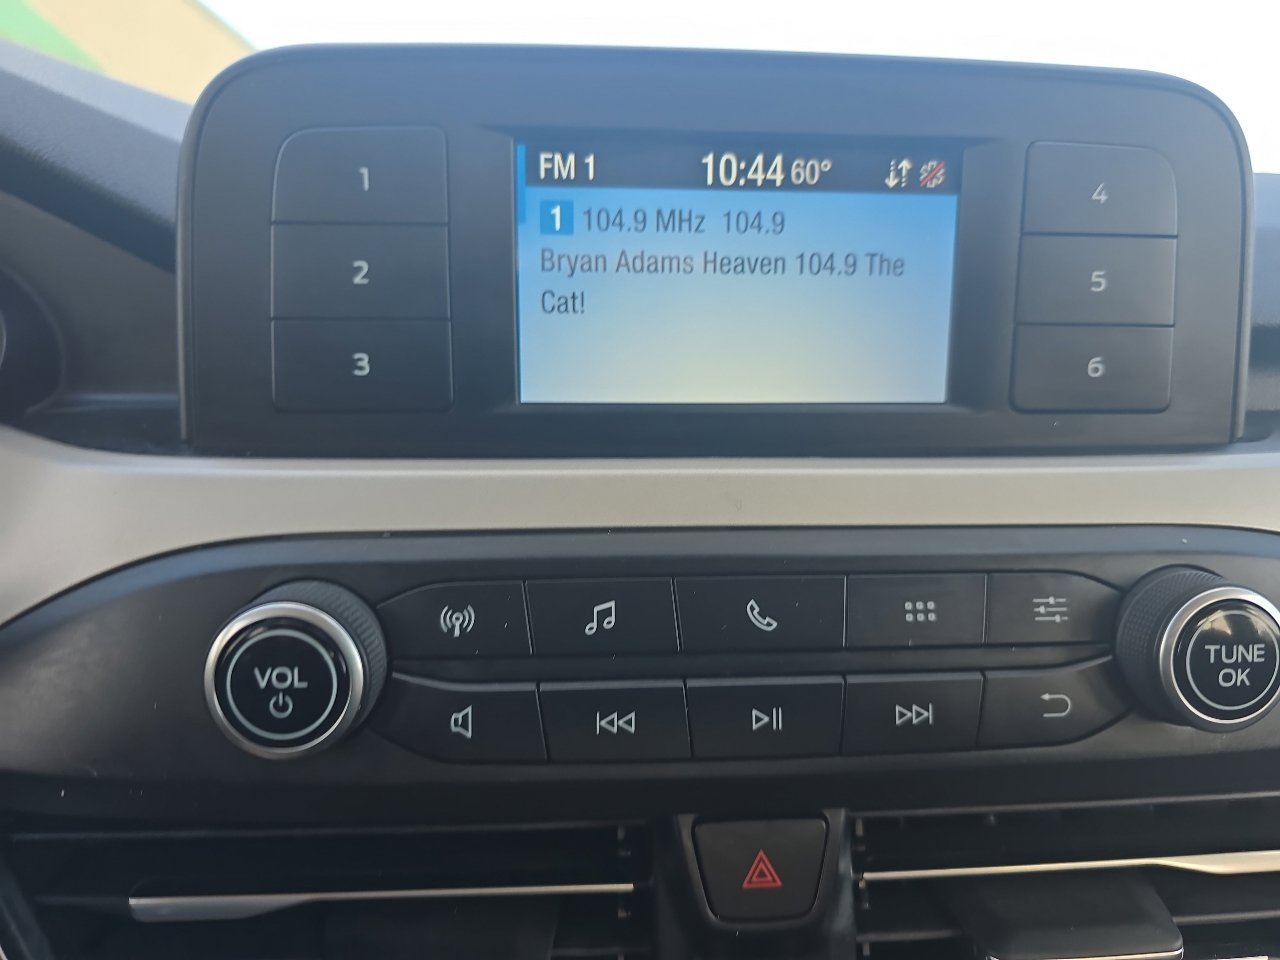 FM 1 10:44 60°
1 104.9 MHz 104.9
Bryan Adams Heaven 104.9 The
Cat!
1
2
3
4
5
6
VOL
TUNE
OK